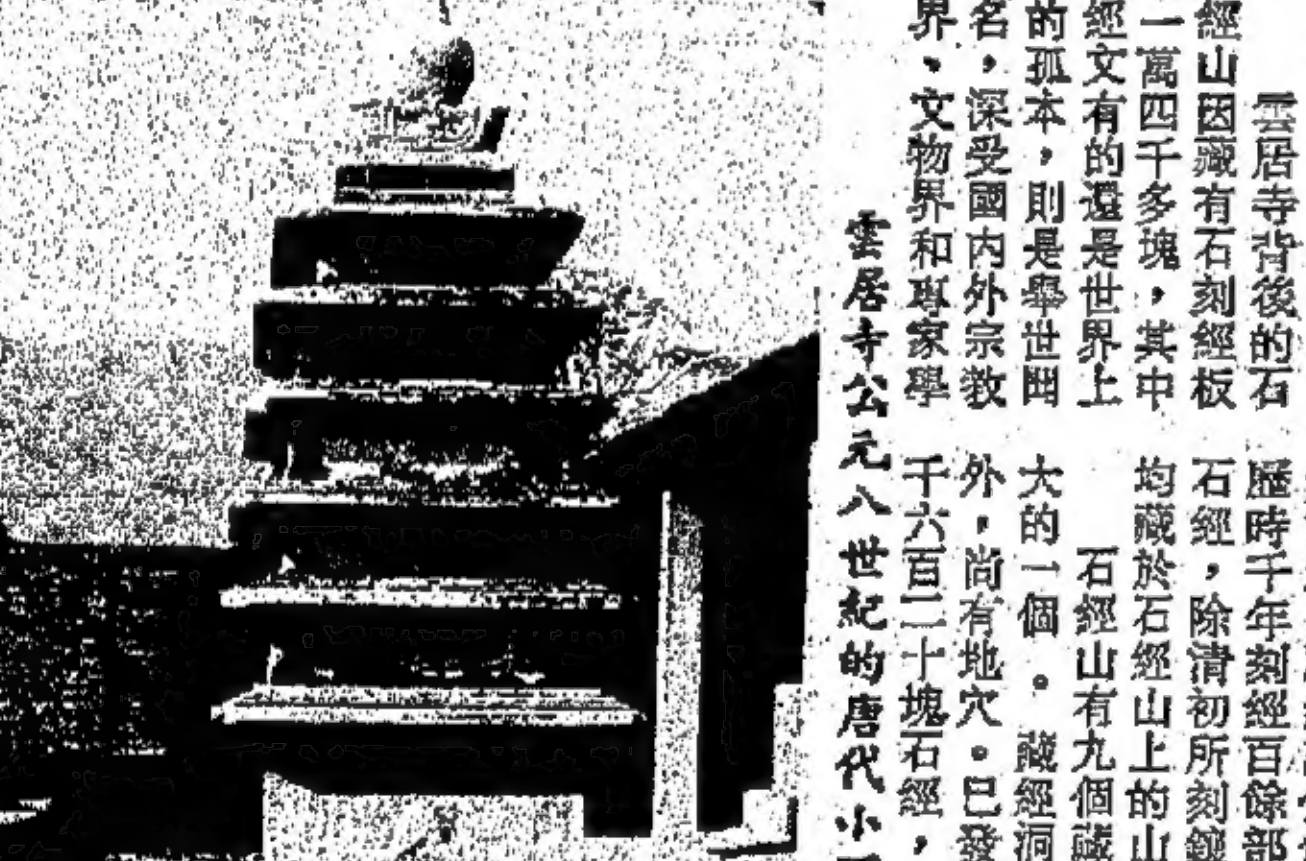 雲居寺背後的石
經山因藏有石刻經板
一萬四千多塊，其中
經文有的還是世界上
的孤本，則是舉世聞
名，深受國內外宗教
界、文物界和專家學
歷時千年刻經百餘部
石經，除清初所刻
均藏於石經山上的山
石經山有九個藏
大的一個。藏經洞
外，尚有地穴。已發
千六百二十塊石經，
雲居寺公元八世紀的唐代小